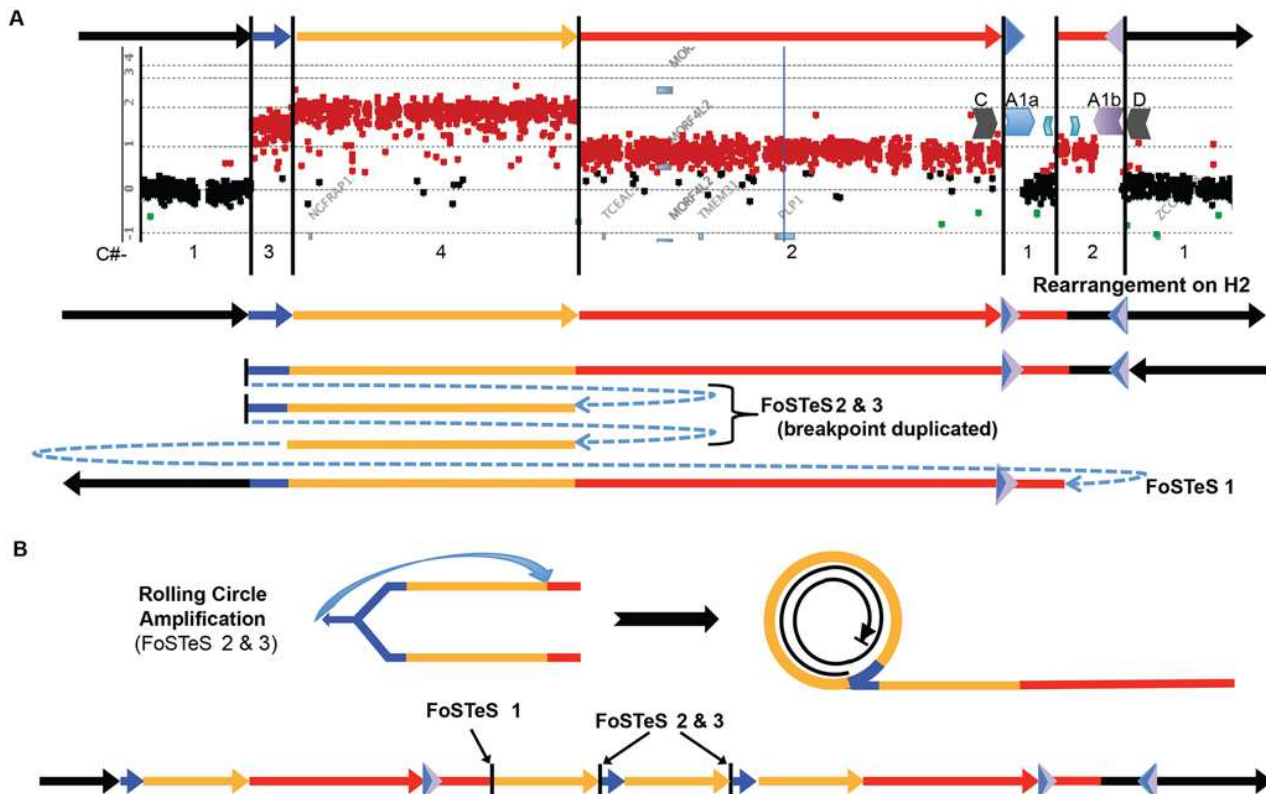 A
4
3
2
1
0
-1
MORF4L2
MORF4L2
NGFRAP1
MORF4L2
TMEM31
PLP1
C
A1a
A1b
D
C#-
1
3
4
2
1
2
1
Rearrangement on H2
FoSTeS 2 & 3
(breakpoint duplicated)
FoSTeS 1
B
Rolling Circle
Amplification
(FoSTeS 2 & 3)
FoSTeS 1
FoSTeS 2 & 3